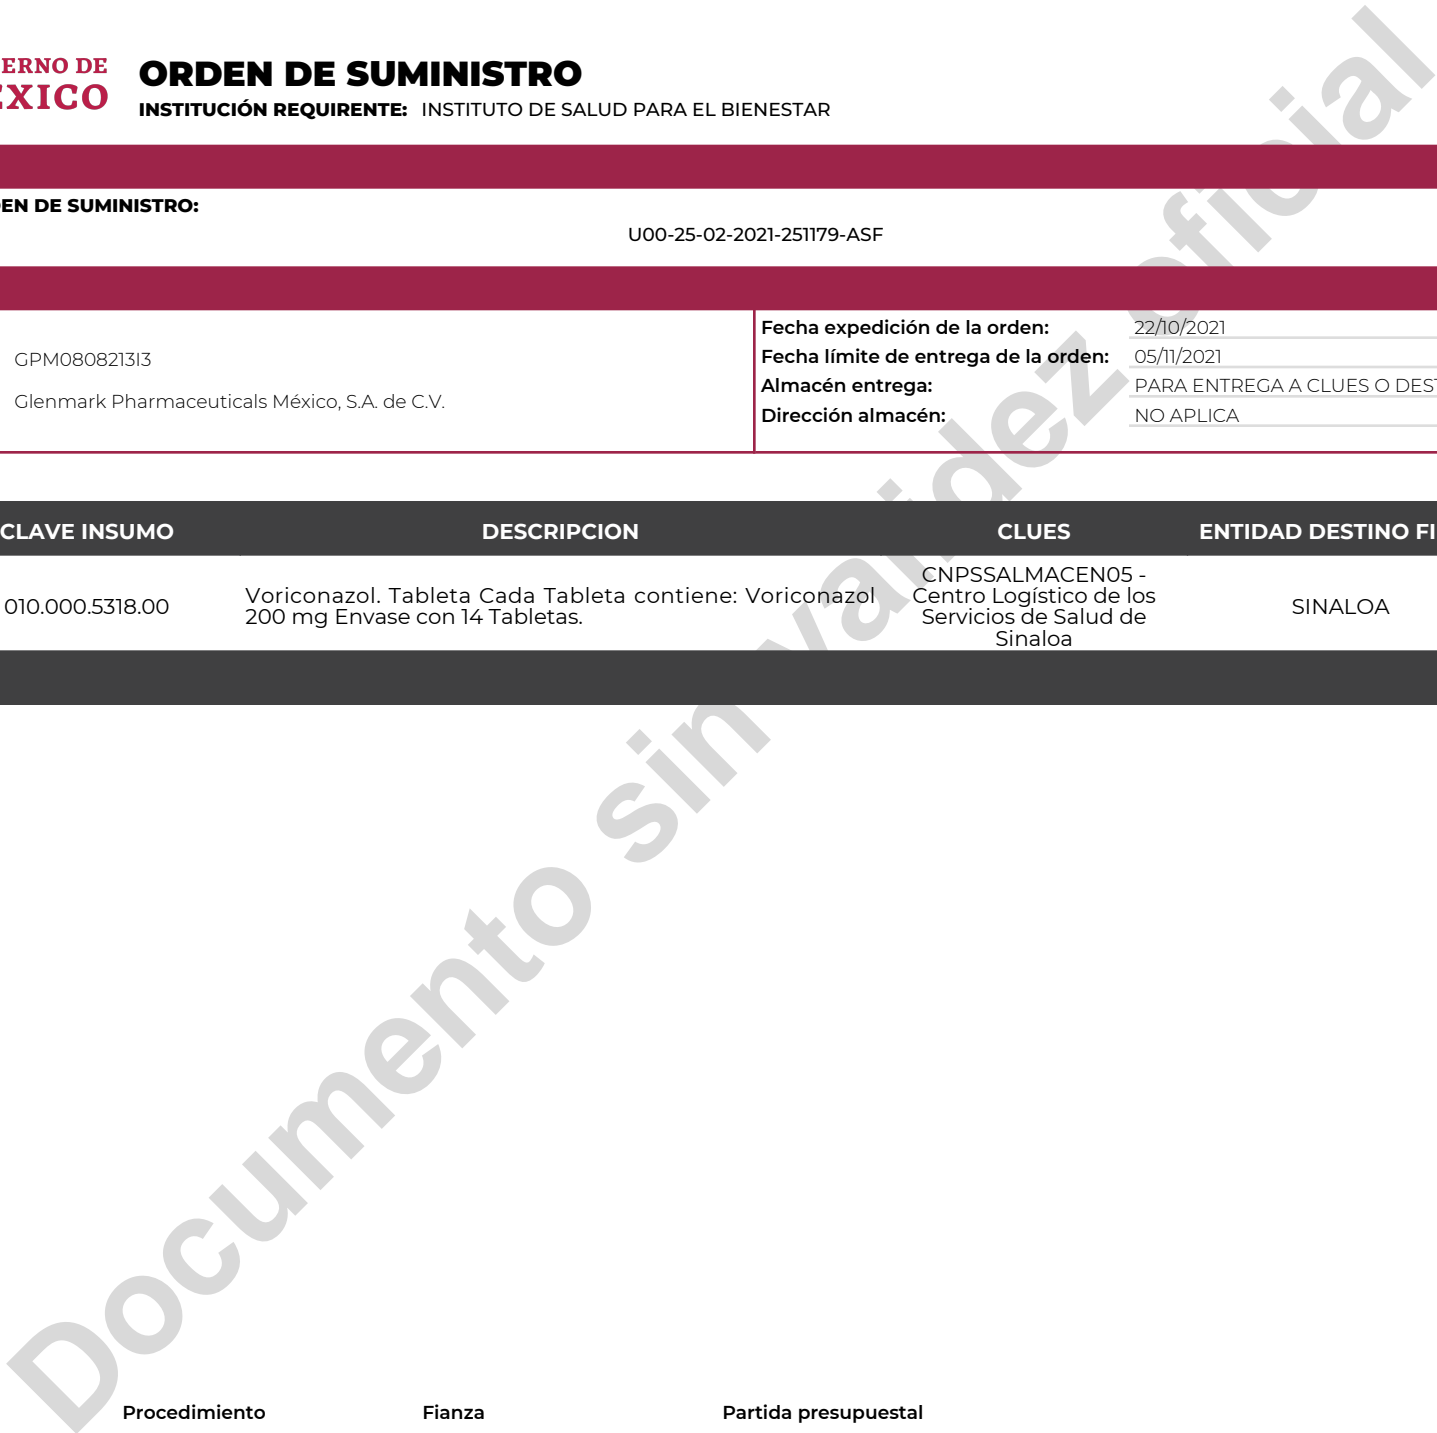 ERNO DE
ÉXICO
ORDEN DE SUMINISTRO
INSTITUCIÓN REQUIRENTE: INSTITUTO DE SALUD PARA EL BIENESTAR
EN DE SUMINISTRO:
U00-25-02-2021-251179-ASF
GPM0808213I3
Glenmark Pharmaceuticals México, S.A. de C.V.
Fecha expedición de la orden: 22/10/2021
Fecha límite de entrega de la orden: 05/11/2021
Almacén entrega: PARA ENTREGA A CLUES O DEST
Dirección almacén: NO APLICA
CLAVE INSUMO DESCRIPCION CLUES ENTIDAD DESTINO FI
010.000.5318.00
Voriconazol. Tableta Cada Tableta contiene: Voriconazol
200 mg Envase con 14 Tabletas.
CNPSSALMACEN05 -
Centro Logístico de los
Servicios de Salud de
Sinaloa
SINALOA
Documento sin validez oficial
Procedimiento Fianza Partida presupuestal